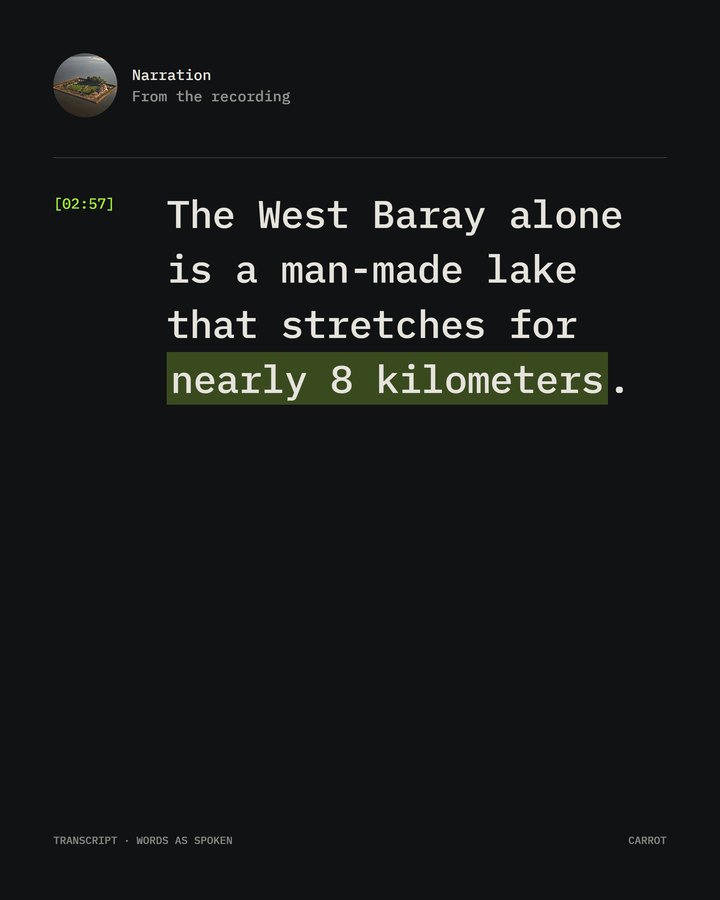 Narration
From the recording
[02:57]
The West Baray alone
is a man-made lake
that stretches for
nearly 8 kilometers.
TRANSCRIPT · WORDS AS SPOKEN
CARROT